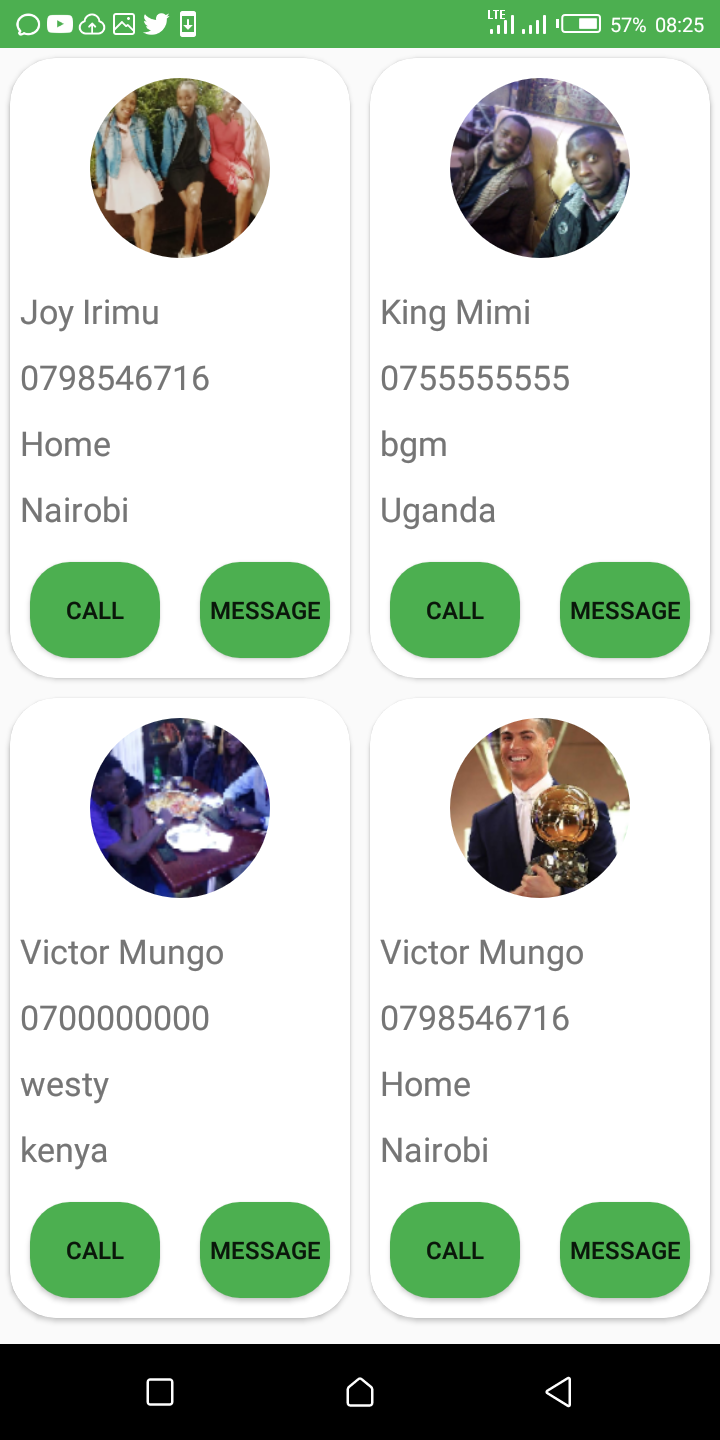 LTE 57% 08:25
Joy Irimu
0798546716
Home
Nairobi
CALL MESSAGE
King Mimi
0755555555
bgm
Uganda
CALL MESSAGE
Victor Mungo
0700000000
westy
kenya
CALL MESSAGE
Victor Mungo
0798546716
Home
Nairobi
CALL MESSAGE